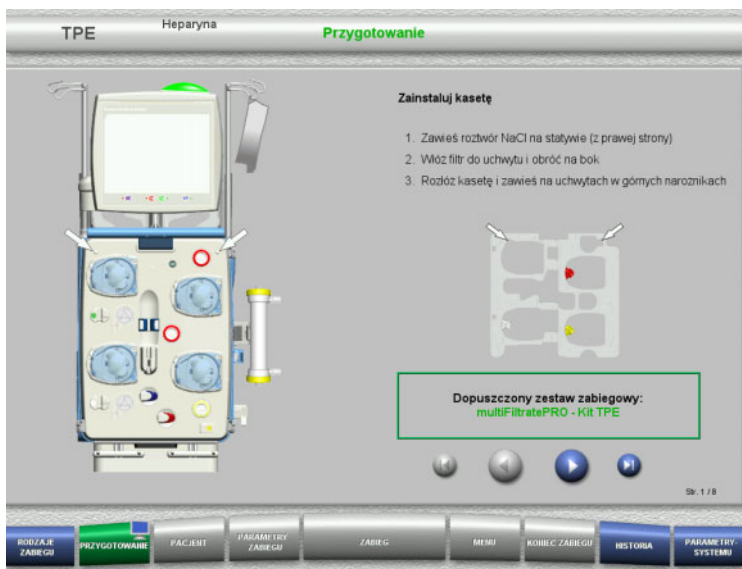 TPE
Heparyna
Przygotowanie
Zainstaluj kasetę
1. Zawieś roztwór NaCl na statywie (z prawej strony)
2. Włóż filtr do uchwytu i obróć na bok
3. Rozłóż kasetę i zawieś na uchwytach w górnych narożnikach
Dopuszczony zestaw zabiegowy:
multiFiltratePRO - Kit TPE
Str. 1 / 8
RODZAJE
ZABIEGU
PRZYGOTOWANIE
PACJENT
PARAMETRY
ZABIEGU
ZABIEG
MENU
KONIEC ZABIEGU
HISTORIA
PARAMETRY-
SYSTEMU